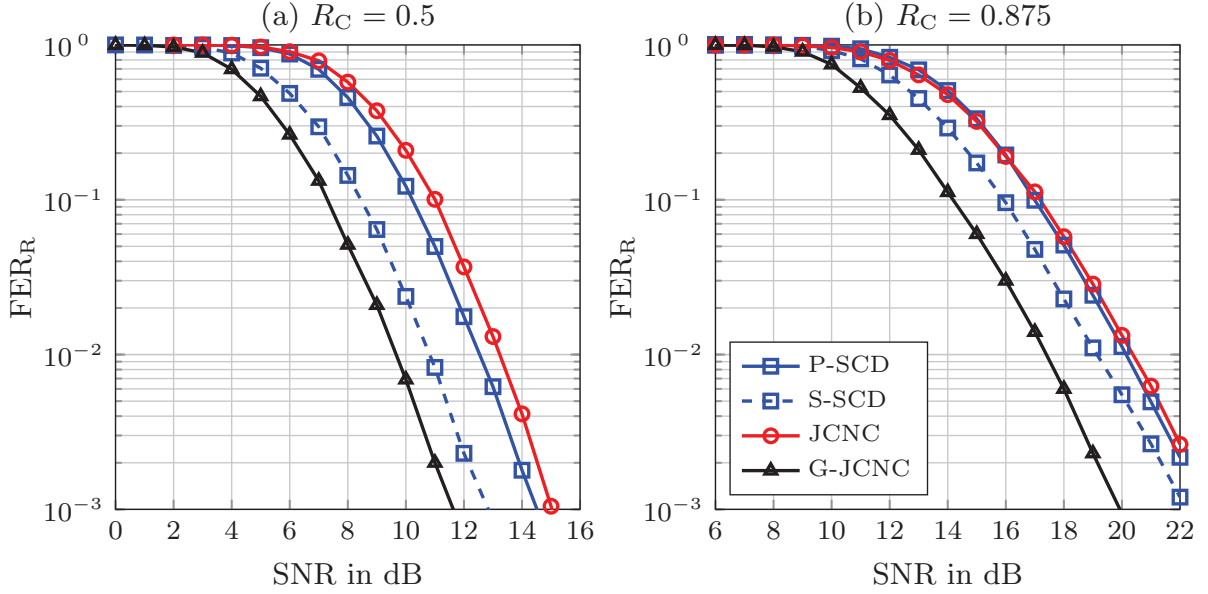 (a) R_C = 0.5
10^0
10^−1
10^−2
10^−3
FER_R
0 2 4 6 8 10 12 14 16
SNR in dB
(b) R_C = 0.875
10^0
10^−1
10^−2
10^−3
FER_R
6 8 10 12 14 16 18 20 22
SNR in dB
P-SCD
S-SCD
JCNC
G-JCNC